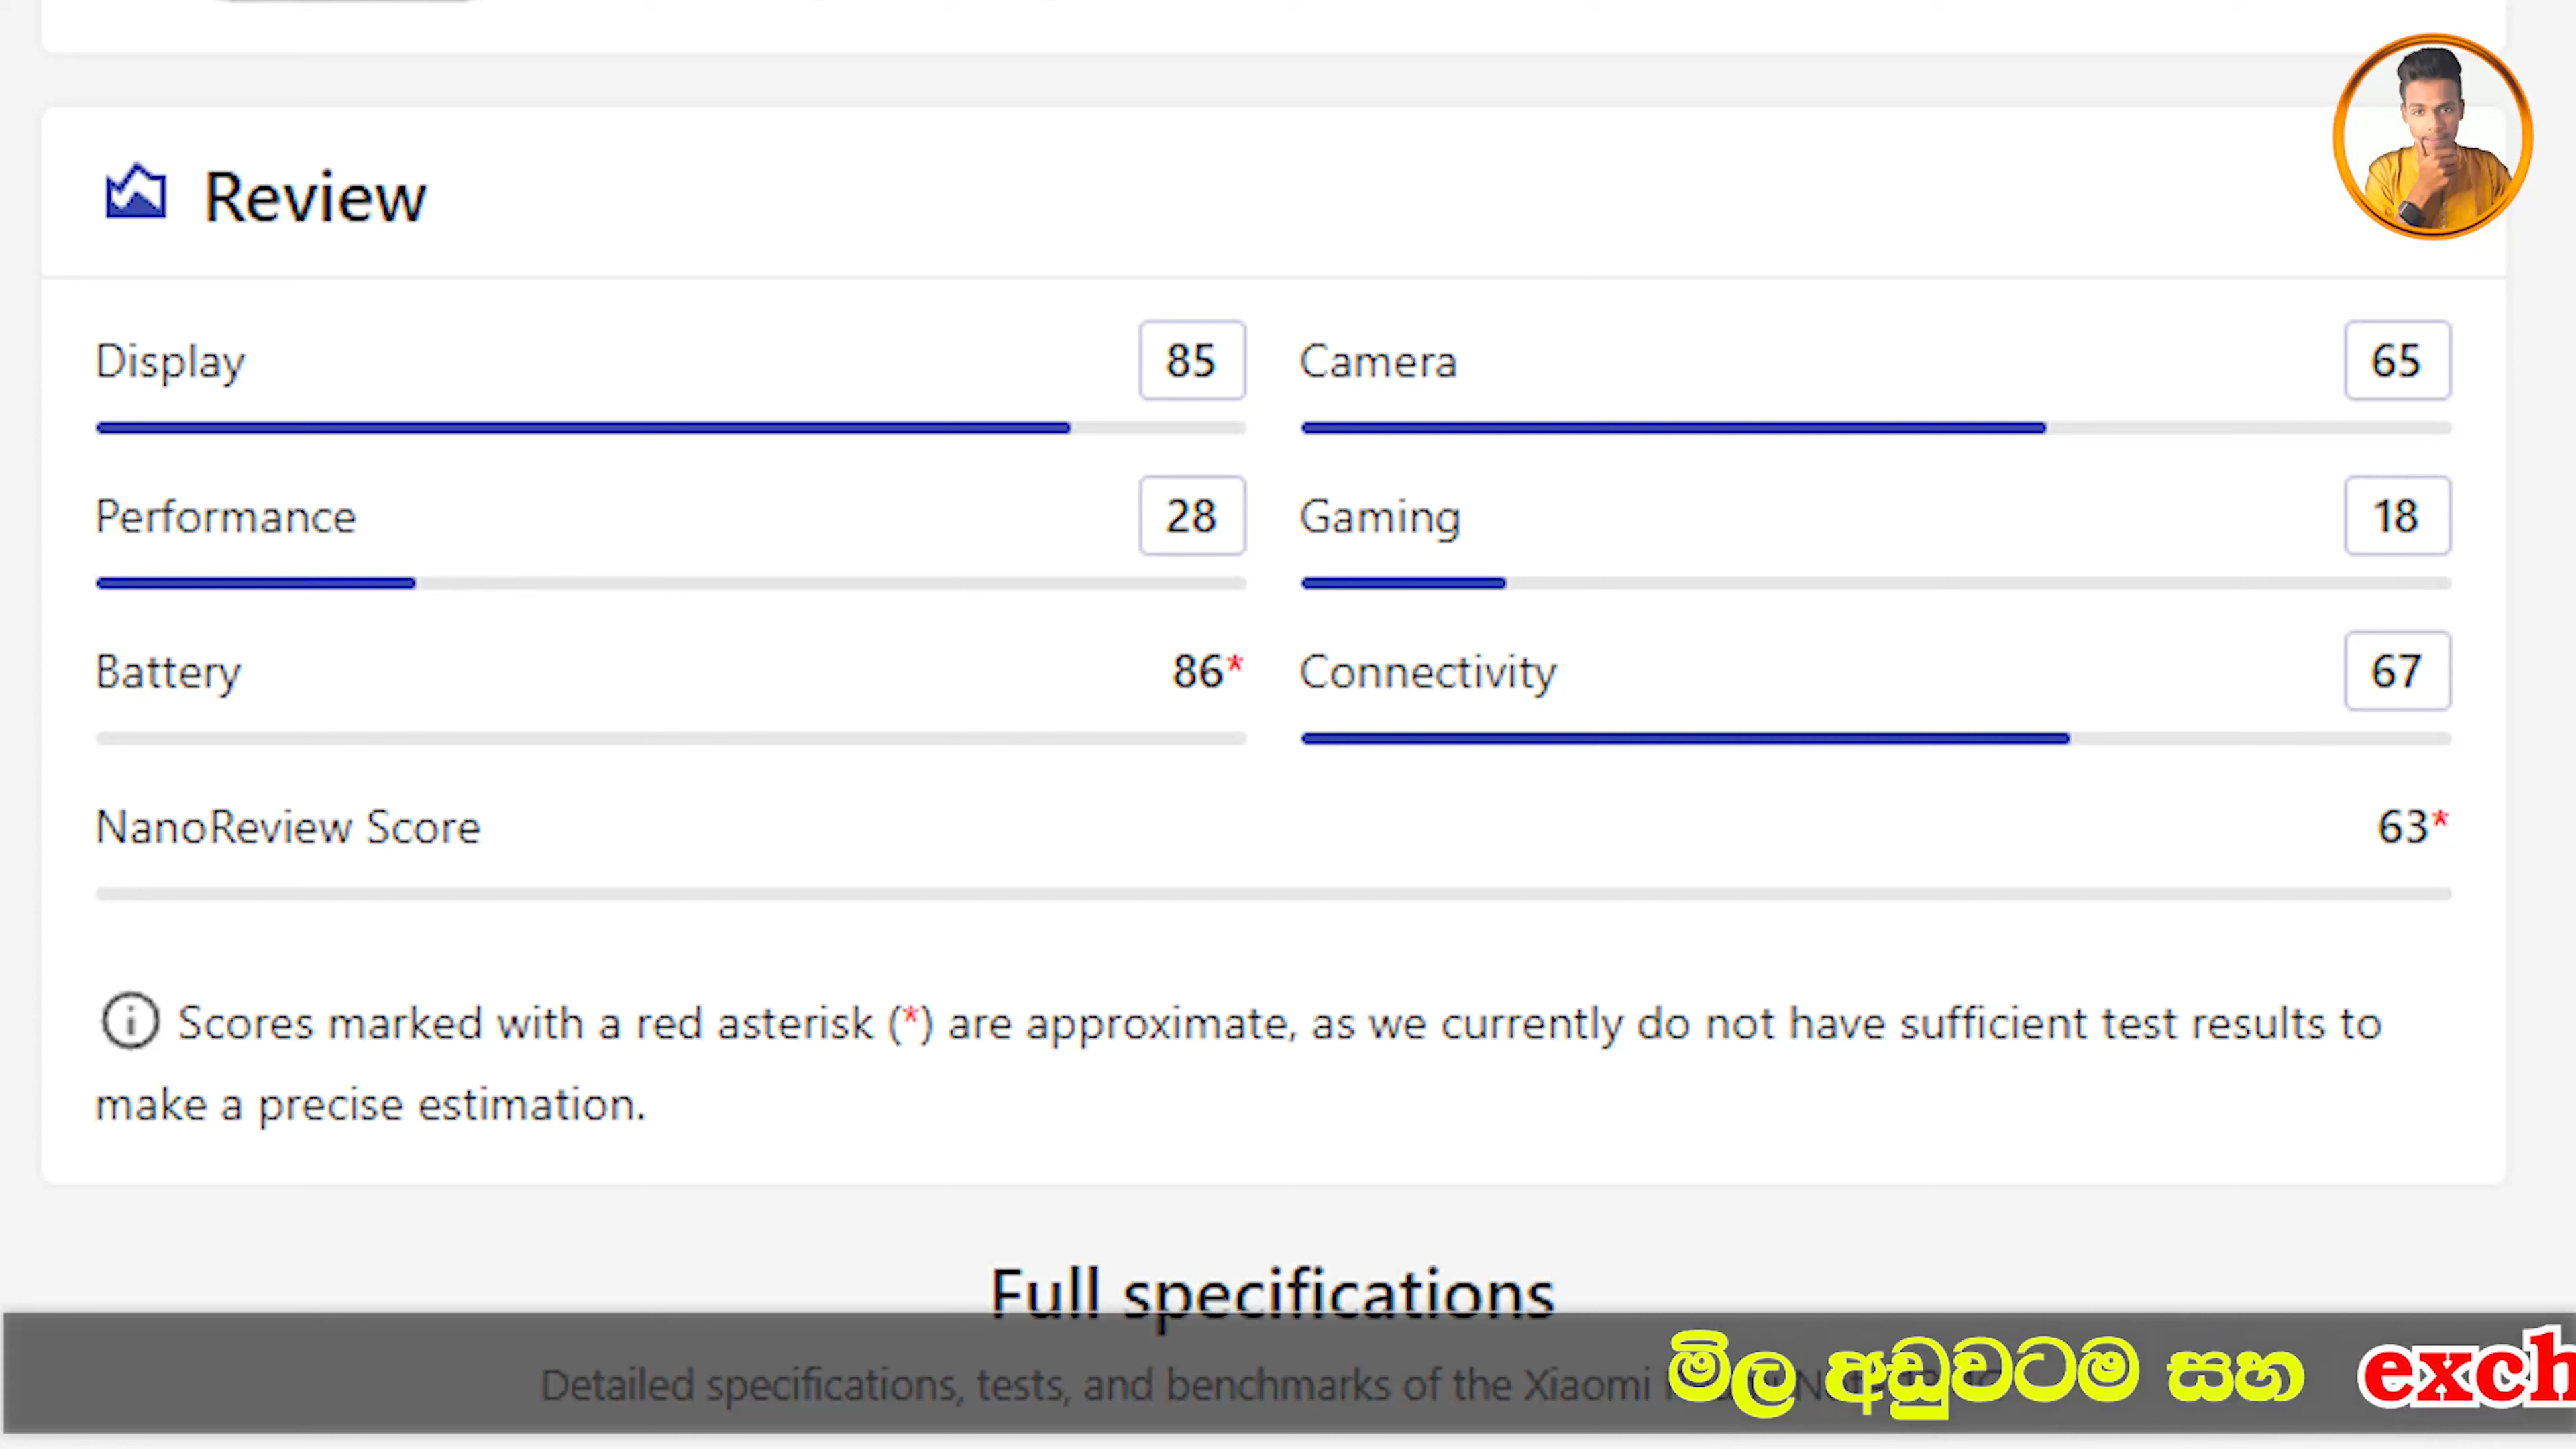 Review
Display 85 Camera 65
Performance 28 Gaming 18
Battery 86* Connectivity 67
NanoReview Score 63*
Scores marked with a red asterisk (*) are approximate, as we currently do not have sufficient test results to
make a precise estimation.
Full specifications
Detailed specifications, tests, and benchmarks of the Xiaomi
මිල අඩුවටම සහ exch